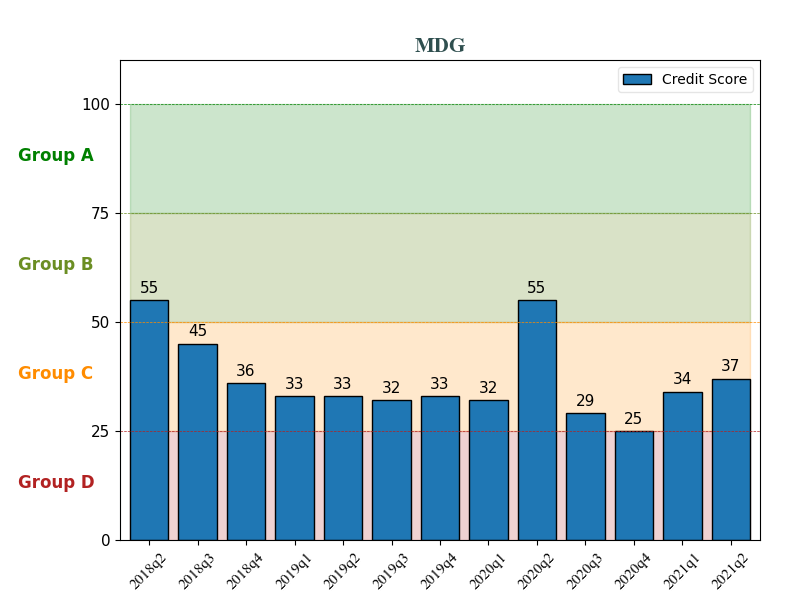 MDG
Credit Score
100
Group A
75
Group B
55
55
50
45
Group C
36
33
33
32
33
32
29
25
34
37
25
Group D
0
2018q2
2018q3
2018q4
2019q1
2019q2
2019q3
2019q4
2020q1
2020q2
2020q3
2020q4
2021q1
2021q2